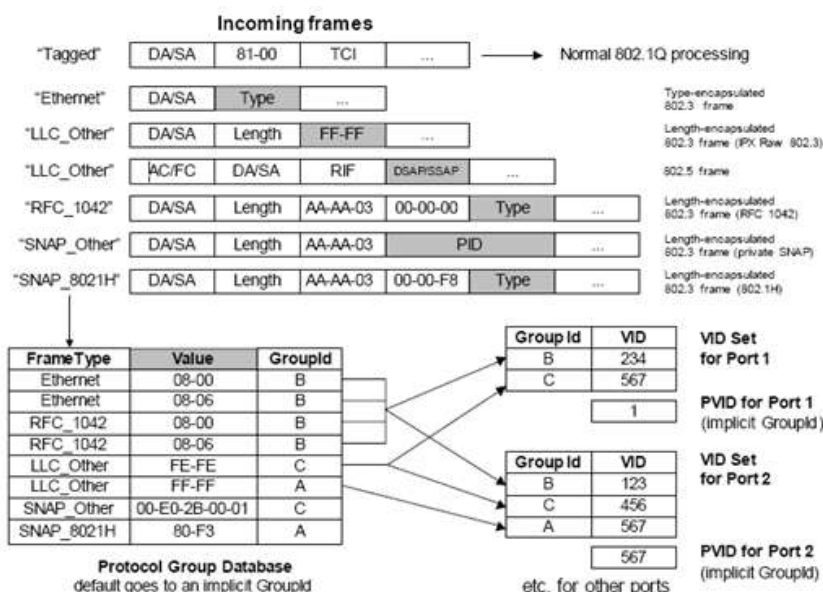 Incoming frames
"Tagged" DA/SA 81-00 TCI ... Normal 802.1Q processing
"Ethernet" DA/SA Type ... Type-encapsulated
802.3 frame
"LLC_Other" DA/SA Length FF-FF ... Length-encapsulated
802.3 frame (IPX Raw 802.3)
"LLC_Other" AC/FC DA/SA RIF DSAP/SSAP ... 802.5 frame
"RFC_1042" DA/SA Length AA-AA-03 00-00-00 Type ... Length-encapsulated
802.3 frame (RFC 1042)
"SNAP_Other" DA/SA Length AA-AA-03 PID ... Length-encapsulated
802.3 frame (private SNAP)
"SNAP_8021H" DA/SA Length AA-AA-03 00-00-F8 Type ... Length-encapsulated
802.3 frame (802.1H)
FrameType Value GroupId
Ethernet 08-00 B
Ethernet 08-06 B
RFC_1042 08-00 B
RFC_1042 08-06 B
LLC_Other FE-FE C
LLC_Other FF-FF A
SNAP_Other 00-E0-2B-00-01 C
SNAP_8021H 80-F3 A
Protocol Group Database
default goes to an implicit GroupId
Group Id VID
B 234
C 567
VID Set
for Port 1
1
PVID for Port 1
(implicit GroupId)
Group Id VID
B 123
C 456
A 567
VID Set
for Port 2
567
PVID for Port 2
(implicit GroupId)
etc. for other ports